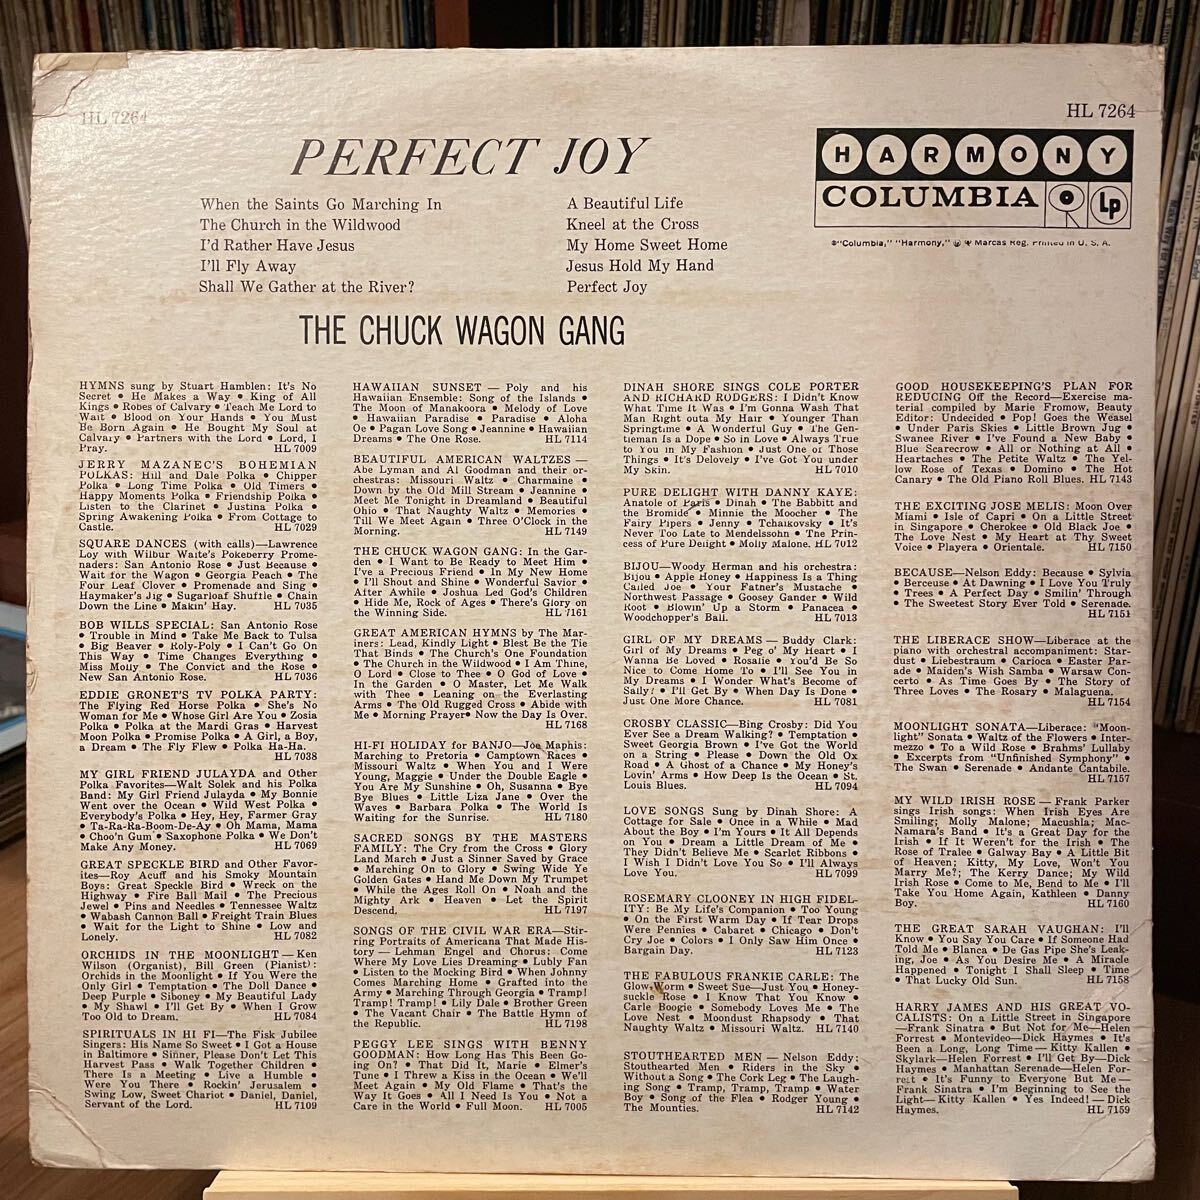 HL 7264
HL 7264
PERFECT JOY
When the Saints Go Marching In
The Church in the Wildwood
I'd Rather Have Jesus
I'll Fly Away
Shall We Gather at the River?
A Beautiful Life
Kneel at the Cross
My Home Sweet Home
Jesus Hold My Hand
Perfect Joy
HARMONY
COLUMBIA
LP
®"Columbia," "Harmony," Marcas Reg. Printed in U. S. A.
THE CHUCK WAGON GANG
HYMNS sung by Stuart Hamblen: It's No
Secret • He Makes a Way • King of All
Kings • Robes of Calvary • Teach Me Lord to
Wait • Blood on Your Hands • You Must
Be Born Again • He Bought My Soul at
Calvary • Partners with the Lord • Lord, I
Pray. HL 7009
JERRY MAZANEC'S BOHEMIAN
POLKAS: Hill and Dale Polka • Chipper
Polka • Long Time Polka • Old Timers •
Happy Moments Polka • Friendship Polka •
Listen to the Clarinet • Justina Polka •
Spring Awakening Polka • From Cottage to
Castle. HL 7029
SQUARE DANCES (with calls)—Lawrence
Loy with Wilbur Waite's Pokeberry Prome-
naders: San Antonio Rose • Just Because •
Wait for the Wagon • Georgia Peach • The
Four Leaf Clover • Promenade and Sing •
Haymaker's Jig • Sugarloaf Shuffle • Chain
Down the Line • Makin' Hay. HL 7035
BOB WILLS SPECIAL: San Antonio Rose
• Trouble in Mind • Take Me Back to Tulsa
• Big Beaver • Roly-Poly • I Can't Go On
This Way • Time Changes Everything •
Miss Molly • The Convict and the Rose •
New San Antonio Rose. HL 7036
EDDIE GRONET'S TV POLKA PARTY:
The Flying Red Horse Polka • She's No
Woman for Me • Whose Girl Are You • Zosia
Polka • Polka at the Mardi Gras • Harvest
Moon Polka • Promise Polka • A Girl, a Boy,
a Dream • The Fly Flew • Polka Ha-Ha.
HL 7038
MY GIRL FRIEND JULAYDA and Other
Polka Favorites—Walt Solek and his Polka
Band: My Girl Friend Julayda • My Bonnie
Went over the Ocean • Wild West Polka •
Everybody's Polka • Hey, Hey, Farmer Gray
• Ta-Ra-Ra-Boom-De-Ay • Oh Mama, Mama
• Choo'n Gum • Saxophone Polka • We Don't
Make Any Money. HL 7069
GREAT SPECKLE BIRD and Other Favor-
ites—Roy Acuff and his Smoky Mountain
Boys: Great Speckle Bird • Wreck on the
Highway • Fire Ball Mail • The Precious
Jewel • Pins and Needles • Tennessee Waltz
• Wabash Cannon Ball • Freight Train Blues
• Wait for the Light to Shine • Low and
Lonely. HL 7082
ORCHIDS IN THE MOONLIGHT—Ken
Wilson (Organist), Bill Green (Pianist):
Orchids in the Moonlight • If You Were the
Only Girl • Temptation • The Doll Dance •
Deep Purple • Siboney • My Beautiful Lady
• My Shawl • I'll Get By • When I Grow
Too Old to Dream. HL 7084
SPIRITUALS IN HI FI—The Fisk Jubilee
Singers: His Name So Sweet • I Got a House
in Baltimore • Sinner, Please Don't Let This
Harvest Pass • Walk Together Children •
There Is a Meeting • Live a Humble •
Were You There • Rockin' Jerusalem •
Swing Low, Sweet Chariot • Daniel, Daniel,
Servant of the Lord. HL 7109
HAWAIIAN SUNSET — Poly and his
Hawaiian Ensemble: Song of the Islands •
The Moon of Manakoora • Melody of Love
• Hawaiian Paradise • Paradise • Aloha
Oe • Pagan Love Song • Jeannine • Hawaiian
Dreams • The One Rose. HL 7114
BEAUTIFUL AMERICAN WALTZES —
Abe Lyman and Al Goodman and their or-
chestras: Missouri Waltz • Charmaine •
Down by the Old Mill Stream • Jeannine •
Meet Me Tonight in Dreamland • Beautiful
Ohio • That Naughty Waltz • Memories •
Till We Meet Again • Three O'Clock in the
Morning. HL 7149
THE CHUCK WAGON GANG: In the Gar-
den • I Want to Be Ready to Meet Him •
I've a Precious Friend • In My New Home
• I'll Shout and Shine • Wonderful Savior •
After Awhile • Joshua Led God's Children
• Hide Me, Rock of Ages • There's Glory on
the Winning Side. HL 7161
GREAT AMERICAN HYMNS by The Mar-
iners: Lead, Kindly Light • Blest Be the Tie
That Binds • The Church's One Foundation
• The Church in the Wildwood • I Am Thine,
O Lord • Close to Thee • O God of Love •
In the Garden • O Master, Let Me Walk
with Thee • Leaning on the Everlasting
Arms • The Old Rugged Cross • Abide with
Me • Morning Prayer• Now the Day Is Over.
HL 7168
HI-FI HOLIDAY for BANJO—Joe Maphis:
Marching to Pretoria • Camptown Races •
Missouri Waltz • When You and I Were
Young, Maggie • Under the Double Eagle •
You Are My Sunshine • Oh, Susanna • Bye
Bye Blues • Little Liza Jane • Over the
Waves • Barbara Polka • The World Is
Waiting for the Sunrise. HL 7180
SACRED SONGS BY THE MASTERS
FAMILY: The Cry from the Cross • Glory
Land March • Just a Sinner Saved by Grace
• Marching On to Glory • Swing Wide Ye
Golden Gates • Hand Me Down My Trumpet
• While the Ages Roll On • Noah and the
Mighty Ark • Heaven • Let the Spirit
Descend. HL 7197
SONGS OF THE CIVIL WAR ERA—Stir-
ring Portraits of Americana That Made His-
tory — Lehman Engel and Chorus: Come
Where My Love Lies Dreaming • Lubly Fan
• Listen to the Mocking Bird • When Johnny
Comes Marching Home • Grafted into the
Army • Marching Through Georgia • Tramp!
Tramp! Tramp! • Lily Dale • Brother Green
• The Vacant Chair • The Battle Hymn of
the Republic. HL 7198
PEGGY LEE SINGS WITH BENNY
GOODMAN: How Long Has This Been Go-
ing On? • That Did It, Marie • Elmer's
Tune • I Threw a Kiss in the Ocean • We'll
Meet Again • My Old Flame • That's the
Way It Goes • All I Need Is You • Not a
Care in the World • Full Moon. HL 7005
DINAH SHORE SINGS COLE PORTER
AND RICHARD RODGERS: I Didn't Know
What Time It Was • I'm Gonna Wash That
Man Right outa My Hair • Younger Than
Springtime • A Wonderful Guy • The Gen-
tleman Is a Dope • So in Love • Always True
to You in My Fashion • Just One of Those
Things • It's Delovely • I've Got You under
My Skin. HL 7010
PURE DELIGHT WITH DANNY KAYE:
Anatole of Paris • Dinah • The Babbitt and
the Bromide • Minnie the Moocher • The
Fairy Pipers • Jenny • Tchaikovsky • It's
Never Too Late to Mendelssohn • The Prin-
cess of Pure Delight • Molly Malone. HL 7012
BIJOU—Woody Herman and his orchestra:
Bijou • Apple Honey • Happiness Is a Thing
Called Joe • Your Father's Mustache •
Northwest Passage • Goosey Gander • Wild
Root • Blowin' Up a Storm • Panacea •
Woodchopper's Ball. HL 7013
GIRL OF MY DREAMS — Buddy Clark:
Girl of My Dreams • Peg o' My Heart • I
Wanna Be Loved • Rosalie • You'd Be So
Nice to Come Home To • I'll See You in
My Dreams • I Wonder What's Become of
Sally? • I'll Get By • When Day Is Done •
Just One More Chance. HL 7081
CROSBY CLASSIC—Bing Crosby: Did You
Ever See a Dream Walking? • Temptation •
Sweet Georgia Brown • I've Got the World
on a String • Please • Down the Old Ox
Road • A Ghost of a Chance • My Honey's
Lovin' Arms • How Deep Is the Ocean • St.
Louis Blues. HL 7094
LOVE SONGS Sung by Dinah Shore: A
Cottage for Sale • Once in a While • Mad
About the Boy • I'm Yours • It All Depends
on You • Dream a Little Dream of Me •
They Didn't Believe Me • Scarlet Ribbons •
I Wish I Didn't Love You So • I'll Always
Love You. HL 7099
ROSEMARY CLOONEY IN HIGH FIDEL-
ITY: Be My Life's Companion • Too Young
• On the First Warm Day • If Tear Drops
Were Pennies • Cabaret • Chicago • Don't
Cry Joe • Colors • I Only Saw Him Once •
Bargain Day. HL 7123
THE FABULOUS FRANKIE CARLE: The
Glow-Worm • Sweet Sue—Just You • Honey-
suckle Rose • I Know That You Know •
Carle Boogie • Somebody Loves Me • The
Love Nest • Moondust Rhapsody • That
Naughty Waltz • Missouri Waltz. HL 7140
STOUTHEARTED MEN — Nelson Eddy:
Stouthearted Men • Riders in the Sky •
Without a Song • The Cork Leg • The Laugh-
ing Song • Tramp, Tramp, Tramp • Water
Boy • Song of the Flea • Rodger Young •
The Mounties. HL 7142
GOOD HOUSEKEEPING'S PLAN FOR
REDUCING Off the Record—Exercise ma-
terial compiled by Marie Fromow, Beauty
Editor: Undecided • Pop! Goes the Weasel
• Under Paris Skies • Little Brown Jug •
Swanee River • I've Found a New Baby •
Blue Scarecrow • All or Nothing at All •
Heartaches • The Petite Waltz • The Yel-
low Rose of Texas • Domino • The Hot
Canary • The Old Piano Roll Blues. HL 7143
THE EXCITING JOSE MELIS: Moon Over
Miami • Isle of Capri • On a Little Street
in Singapore • Cherokee • Old Black Joe •
The Love Nest • My Heart at Thy Sweet
Voice • Playera • Orientale. HL 7150
BECAUSE—Nelson Eddy: Because • Sylvia
• Berceuse • At Dawning • I Love You Truly
• Trees • A Perfect Day • Smilin' Through
• The Sweetest Story Ever Told • Serenade.
HL 7151
THE LIBERACE SHOW—Liberace at the
piano with orchestral accompaniment: Star-
dust • Liebestraum • Carioca • Easter Par-
ade • Maiden's Wish Samba • Warsaw Con-
certo • As Time Goes By • The Story of
Three Loves • The Rosary • Malaguena.
HL 7154
MOONLIGHT SONATA—Liberace: "Moon-
light" Sonata • Waltz of the Flowers • Inter-
mezzo • To a Wild Rose • Brahms' Lullaby
• Excerpts from "Unfinished Symphony" •
The Swan • Serenade • Andante Cantabile.
HL 7157
MY WILD IRISH ROSE — Frank Parker
sings Irish songs: When Irish Eyes Are
Smiling; Molly Malone; Macushla; Mac-
Namara's Band • It's a Great Day for the
Irish • If It Weren't for the Irish • The
Rose of Tralee • Galway Bay • A Little Bit
of Heaven; Kitty, My Love, Won't You
Marry Me?; The Kerry Dance; My Wild
Irish Rose • Come to Me, Bend to Me • I'll
Take You Home Again, Kathleen • Danny
Boy. HL 7160
THE GREAT SARAH VAUGHAN: I'll
Know • You Say You Care • If Someone Had
Told Me • Blanca • De Gas Pipe She's Leak-
ing, Joe • As You Desire Me • A Miracle
Happened • Tonight I Shall Sleep • Time
• That Lucky Old Sun. HL 7158
HARRY JAMES AND HIS GREAT VO-
CALISTS: On a Little Street in Singapore
—Frank Sinatra • But Not for Me—Helen
Forrest • Montevideo—Dick Haymes • It's
Been a Long, Long Time—Kitty Kallen •
Skylark—Helen Forrest • I'll Get By—Dick
Haymes • Manhattan Serenade—Helen For-
rest • It's Funny to Everyone But Me—
Frank Sinatra • I'm Beginning to See the
Light—Kitty Kallen • Yes Indeed!—Dick
Haymes. HL 7159